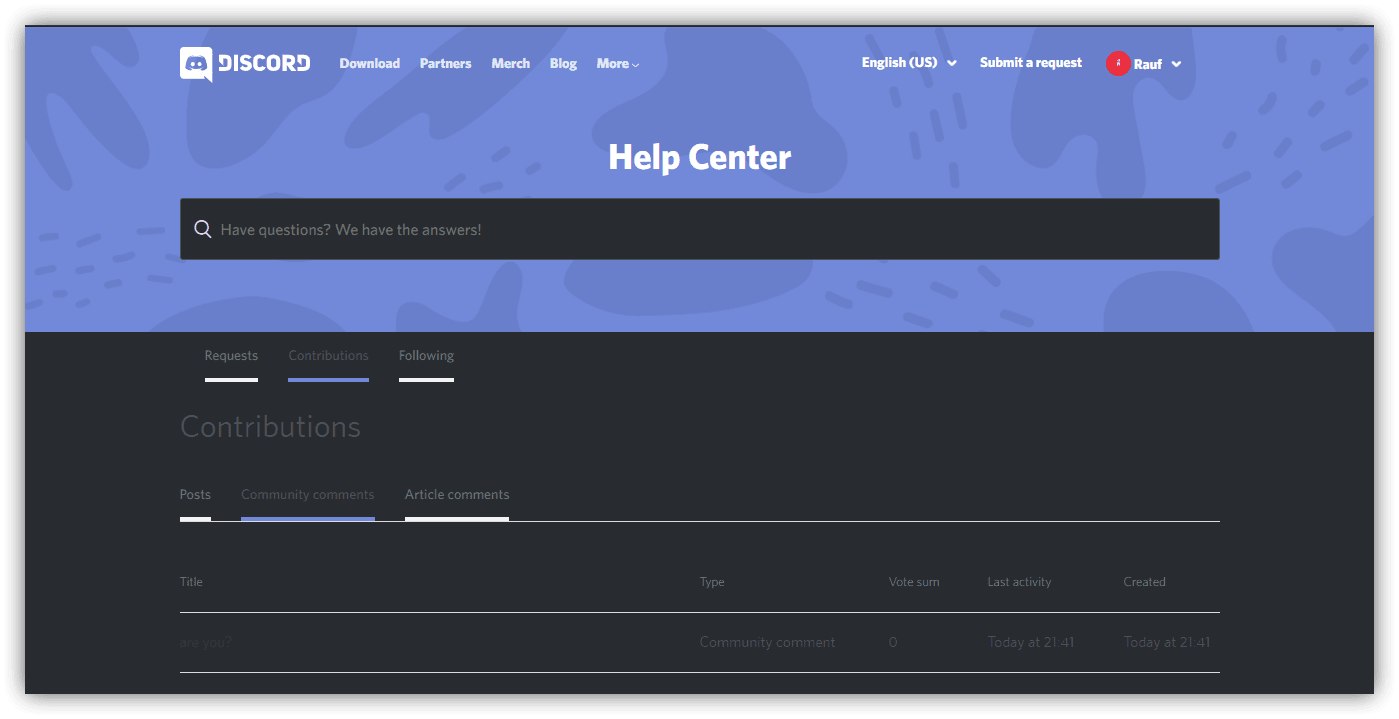 DISCORD Download Partners Merch Blog More English (US) Submit a request Rauf
Help Center
Have questions? We have the answers!
Requests Contributions Following
Contributions
Posts Community comments Article comments
Title Type Vote sum Last activity Created
are you? Community comment 0 Today at 21:41 Today at 21:41